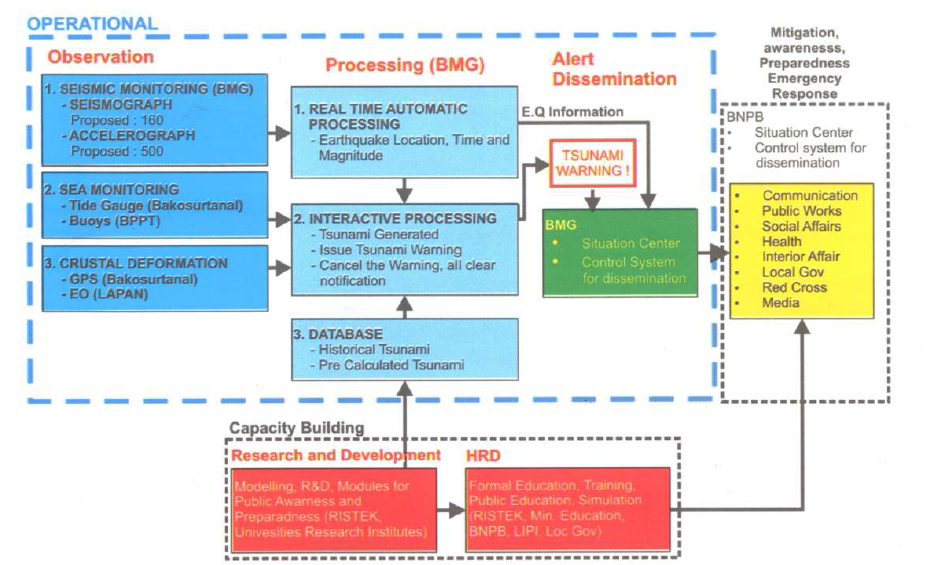 OPERATIONAL
Observation
1. SEISMIC MONITORING (BMG)
- SEISMOGRAPH
Proposed : 160
- ACCELEROGRAPH
Proposed : 500
2. SEA MONITORING
- Tide Gauge (Bakosurtanal)
- Buoys (BPPT)
3. CRUSTAL DEFORMATION
- GPS (Bakosurtanal)
- EO (LAPAN)
Processing (BMG)
1. REAL TIME AUTOMATIC
PROCESSING
- Earthquake Location, Time and
Magnitude
2. INTERACTIVE PROCESSING
- Tsunami Generated
- Issue Tsunami Warning
- Cancel the Warning, all clear
notification
3. DATABASE
- Historical Tsunami
- Pre Calculated Tsunami
Alert
Dissemination
E.Q Information
TSUNAMI
WARNING !
BMG
• Situation Center
• Control System
for dissemination
Mitigation,
awarenesss,
Preparedness
Emergency
Response
BNPB
• Situation Center
• Control system for
dissemination
• Communication
• Public Works
• Social Affairs
• Health
• Interior Affair
• Local Gov
• Red Cross
• Media
Capacity Building
Research and Development
Modelling, R&D, Modules for
Public Awarness and
Preparadness (RISTEK,
Univesities Research Institutes)
HRD
Formal Education, Training,
Public Education, Simulation
(RISTEK, Min. Education,
BNPB, LIPI, Loc Gov)